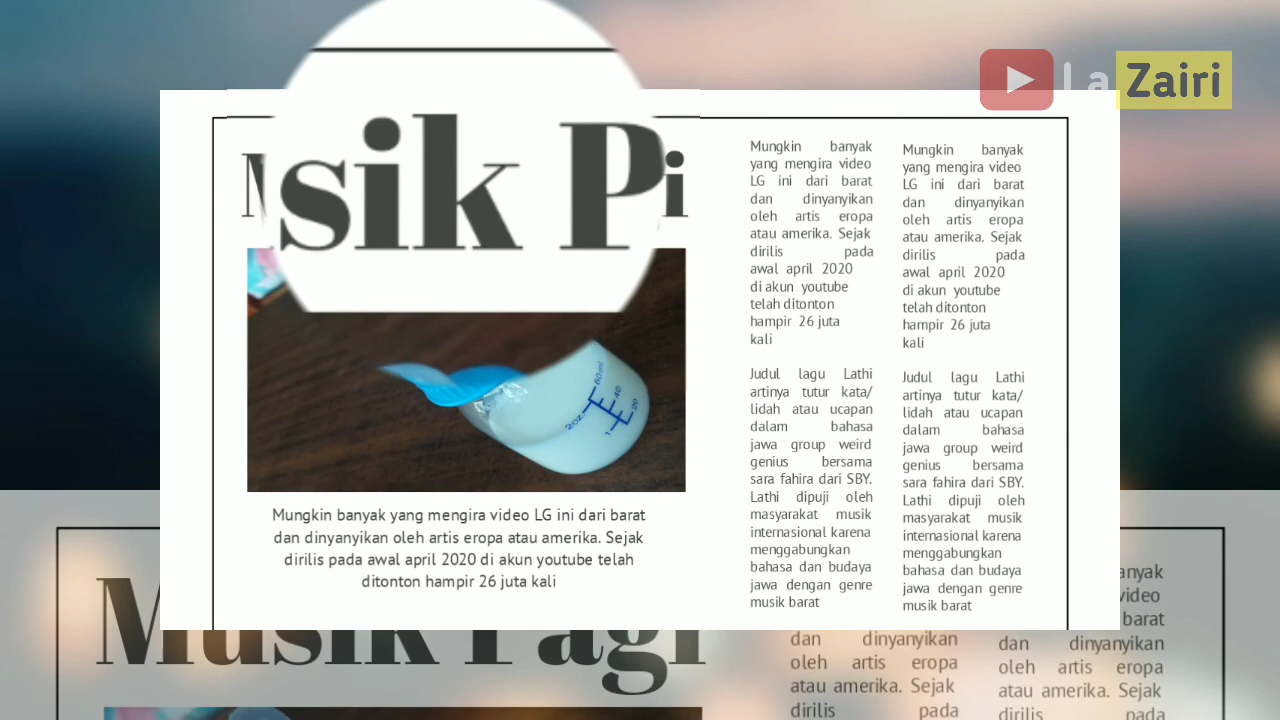 La Zairi
Musik Pi
Mungkin banyak
yang mengira video
LG ini dari barat
dan dinyanyikan
oleh artis eropa
atau amerika. Sejak
dirilis pada
awal april 2020
di akun youtube
telah ditonton
hampir 26 juta
kali
Judul lagu Lathi
artinya tutur kata/
lidah atau ucapan
dalam bahasa
jawa group weird
genius bersama
sara fahira dari SBY.
Lathi dipuji oleh
masyarakat musik
internasional karena
menggabungkan
bahasa dan budaya
jawa dengan genre
musik barat
Mungkin banyak
yang mengira video
LG ini dari barat
dan dinyanyikan
oleh artis eropa
atau amerika. Sejak
dirilis pada
awal april 2020
di akun youtube
telah ditonton
hampir 26 juta
kali
Judul lagu Lathi
artinya tutur kata/
lidah atau ucapan
dalam bahasa
jawa group weird
genius bersama
sara fahira dari SBY.
Lathi dipuji oleh
masyarakat musik
internasional karena
menggabungkan
bahasa dan budaya
jawa dengan genre
musik barat
2oz. 60ml
40
1 20
Mungkin banyak yang mengira video LG ini dari barat
dan dinyanyikan oleh artis eropa atau amerika. Sejak
dirilis pada awal april 2020 di akun youtube telah
ditonton hampir 26 juta kali
Musik Pagi
dan dinyanyikan
oleh artis eropa
atau amerika. Sejak
dirilis pada
anyak
video
barat
dan dinyanyikan
oleh artis eropa
atau amerika. Sejak
dirilis pada